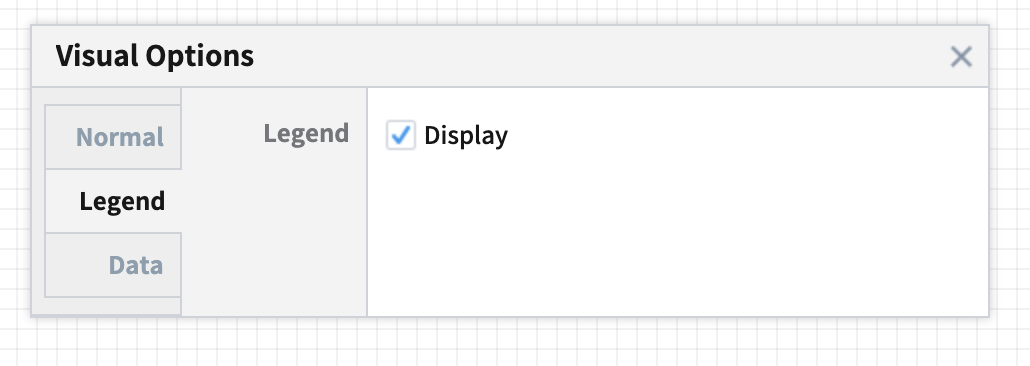 Visual Options
Normal
Legend
Data
Legend
Display